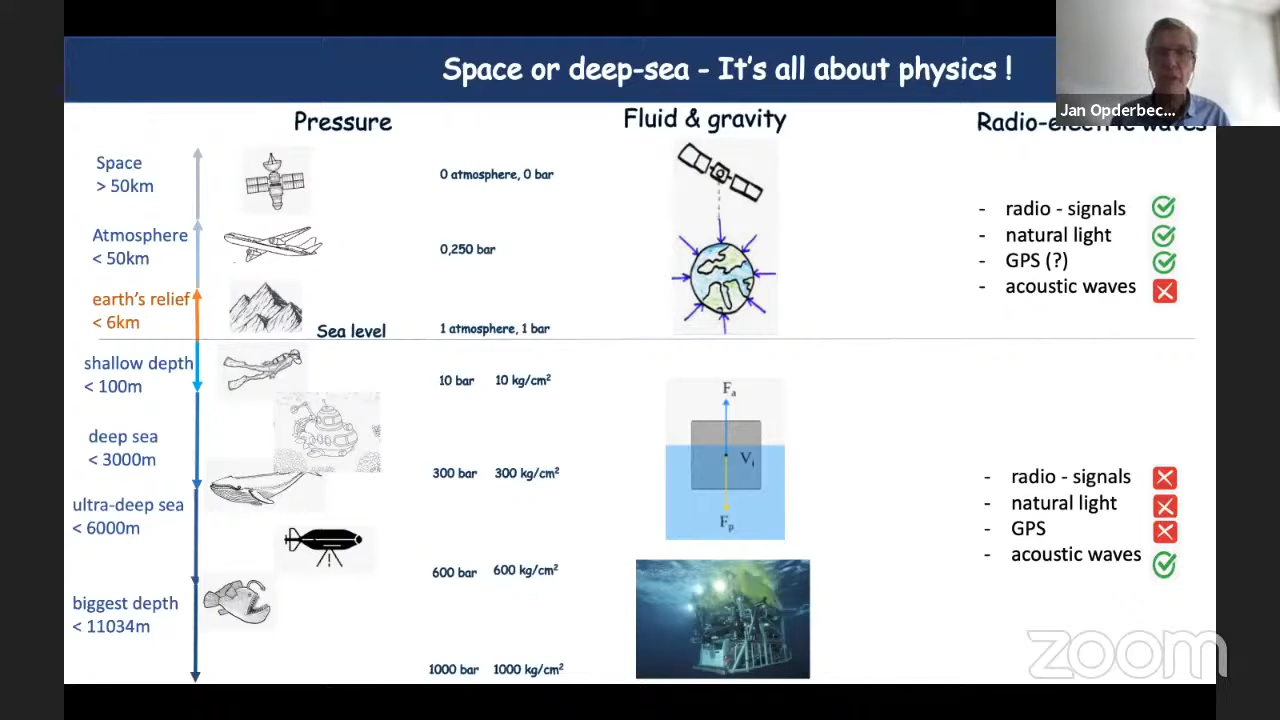 Space or deep-sea - It's all about physics !
Jan Opderbec...
Pressure
Fluid & gravity
Radio-electric waves
Space
> 50km
0 atmosphere, 0 bar
Atmosphere
< 50km
0,250 bar
earth's relief
< 6km
Sea level
1 atmosphere, 1 bar
- radio - signals
- natural light
- GPS (?)
- acoustic waves
shallow depth
< 100m
10 bar 10 kg/cm²
deep sea
< 3000m
300 bar 300 kg/cm²
ultra-deep sea
< 6000m
600 bar 600 kg/cm²
biggest depth
< 11034m
1000 bar 1000 kg/cm²
Fa
Vi
Fp
- radio - signals
- natural light
- GPS
- acoustic waves
zoom